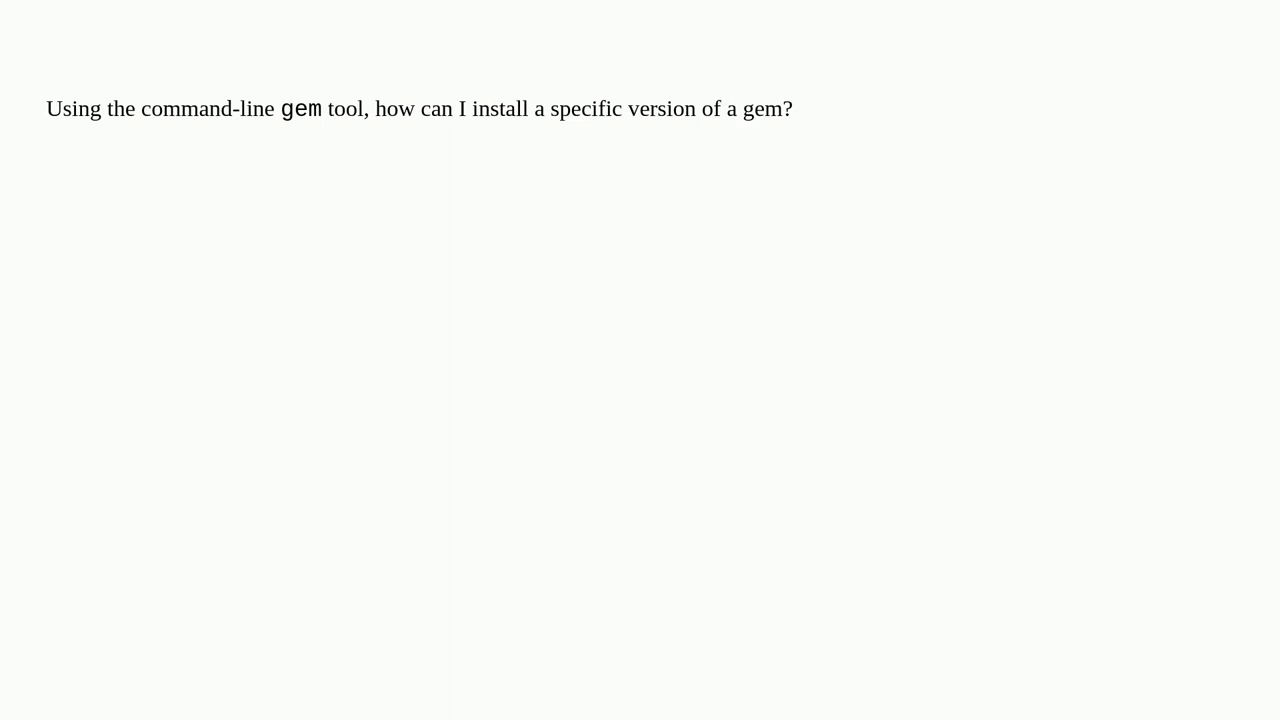 Using the command-line gem tool, how can I install a specific version of a gem?